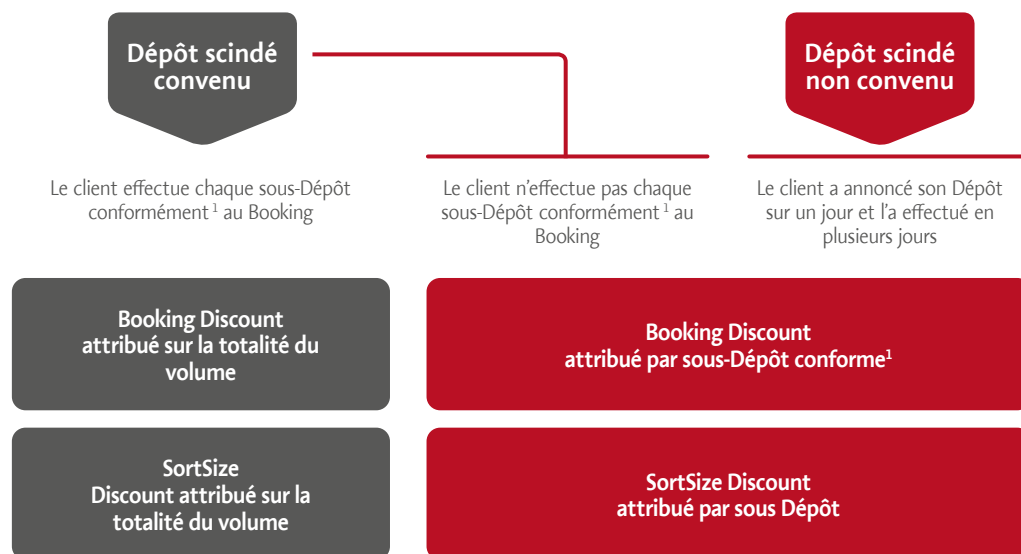 Dépôt scindé
convenu
Dépôt scindé
non convenu
Le client effectue chaque sous-Dépôt
conformément ¹ au Booking
Le client n’effectue pas chaque
sous-Dépôt conformément ¹ au
Booking
Le client a annoncé son Dépôt
sur un jour et l’a effectué en
plusieurs jours
Booking Discount
attribué sur la totalité du
volume
Booking Discount
attribué par sous-Dépôt conforme¹
SortSize
Discount attribué sur la
totalité du volume
SortSize Discount
attribué par sous Dépôt